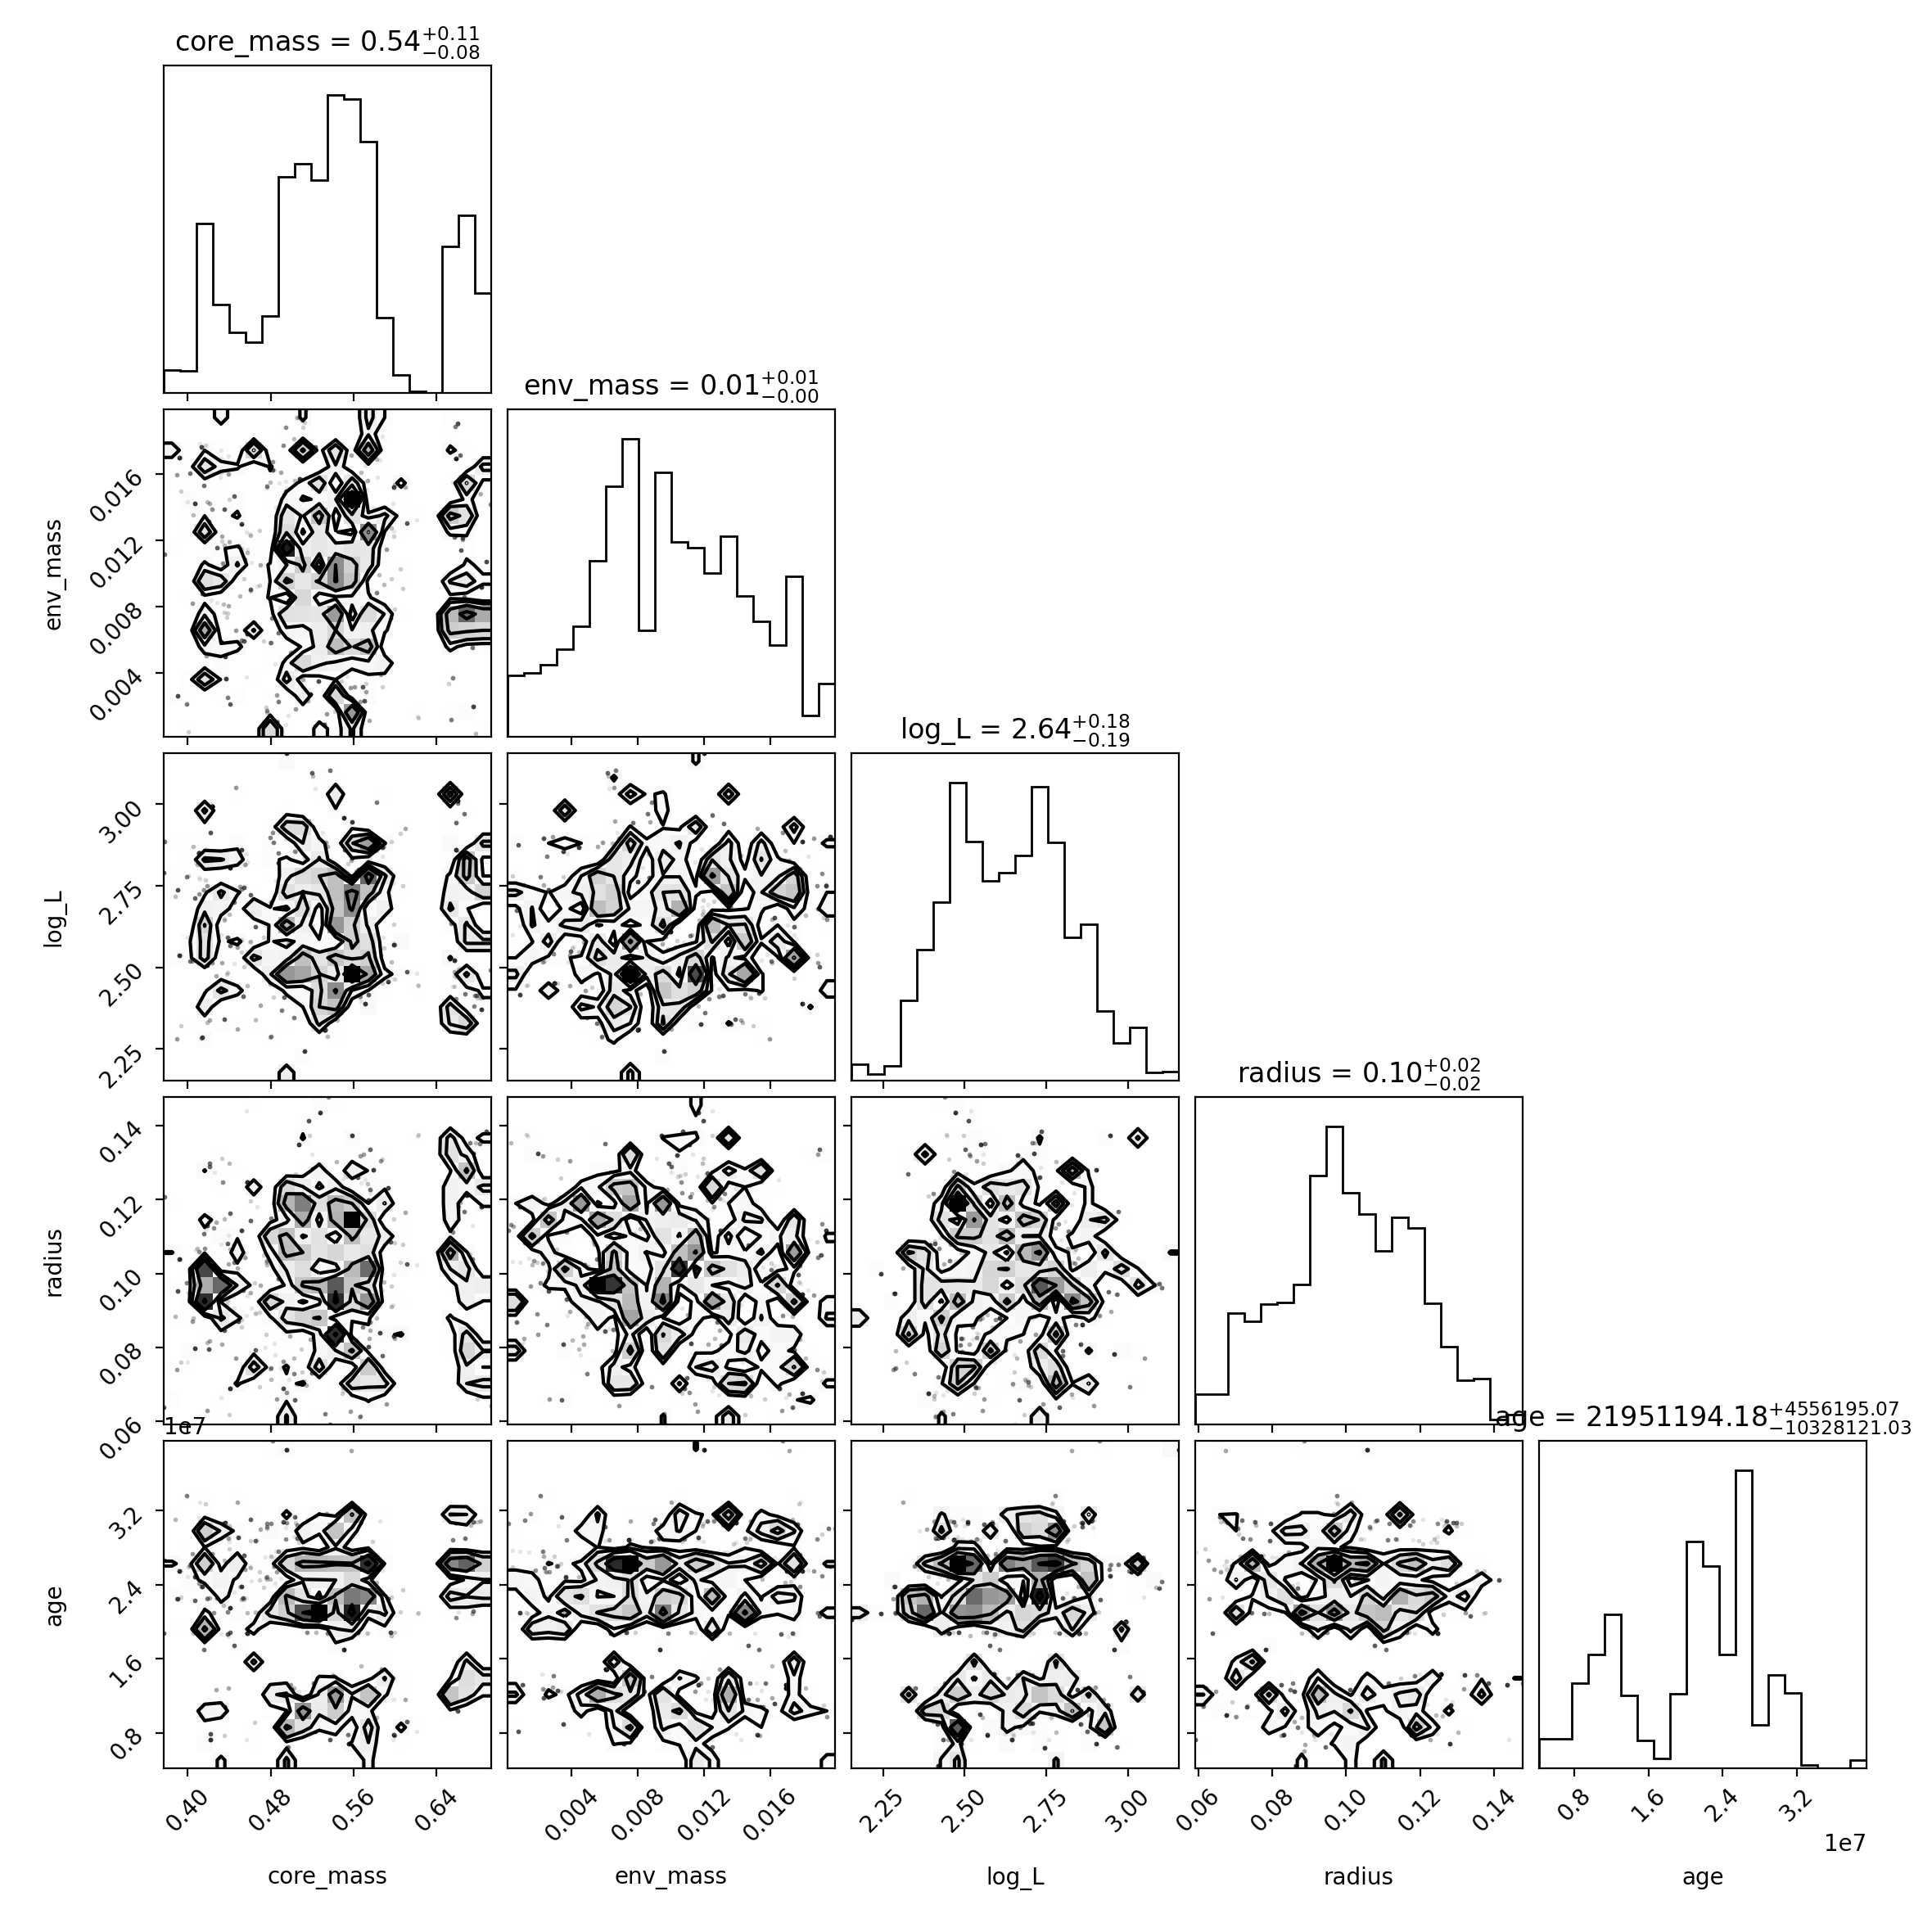 core_mass = 0.54+0.11−0.08
env_mass = 0.01+0.01−0.00
env_mass
0.016
0.012
0.008
0.004
log_L = 2.64+0.18−0.19
log_L
3.00
2.75
2.50
2.25
radius = 0.10+0.02−0.02
radius
0.14
0.12
0.10
0.08
0.06
1e7
age = 21951194.18+4556195.07−10328121.03
age
3.2
2.4
1.6
0.8
0.40 0.48 0.56 0.64
0.004 0.008 0.012 0.016
2.25 2.50 2.75 3.00
0.06 0.08 0.10 0.12 0.14
0.8 1.6 2.4 3.2
1e7
core_mass
env_mass
log_L
radius
age